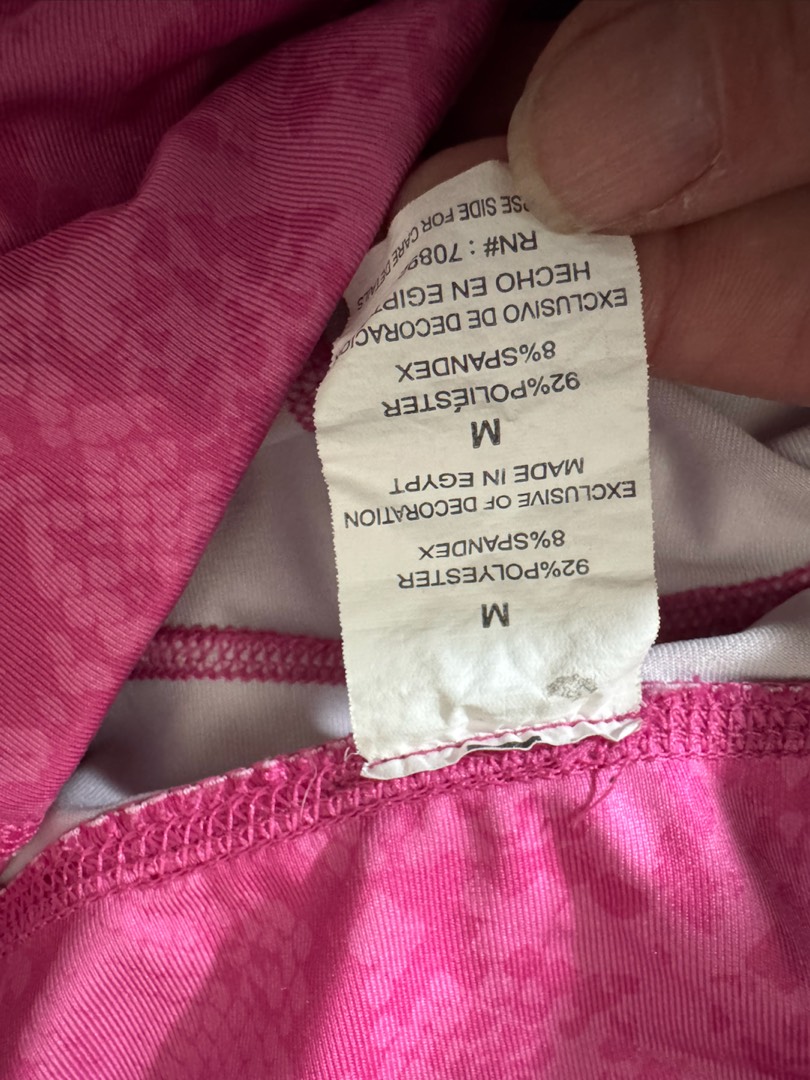 M
92%POLYESTER
8%SPANDEX
EXCLUSIVE OF DECORATION
MADE IN EGYPT
M
92%POLIÉSTER
8%SPANDEX
EXCLUSIVO DE
HECHO EN
RN# :
SIDE FOR CARE DETAILS